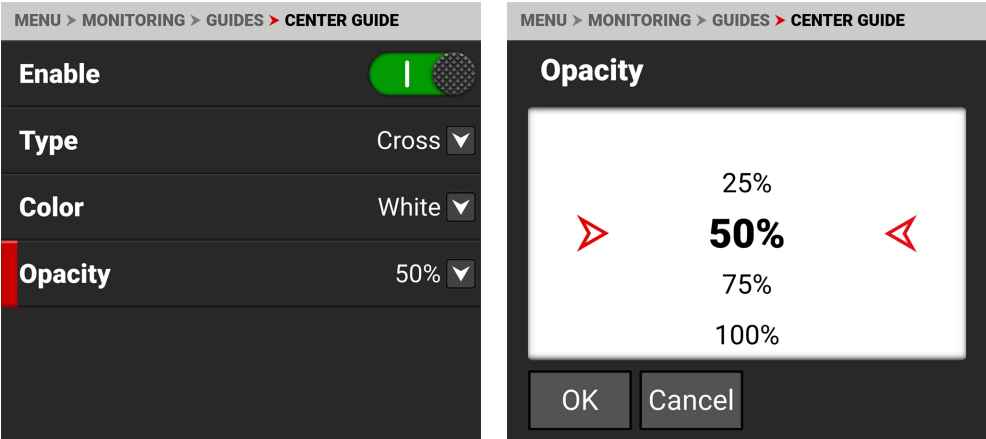 MENU > MONITORING > GUIDES > CENTER GUIDE
Enable
Type Cross
Color White
Opacity 50%
MENU > MONITORING > GUIDES > CENTER GUIDE
Opacity
25%
50%
75%
100%
OK Cancel